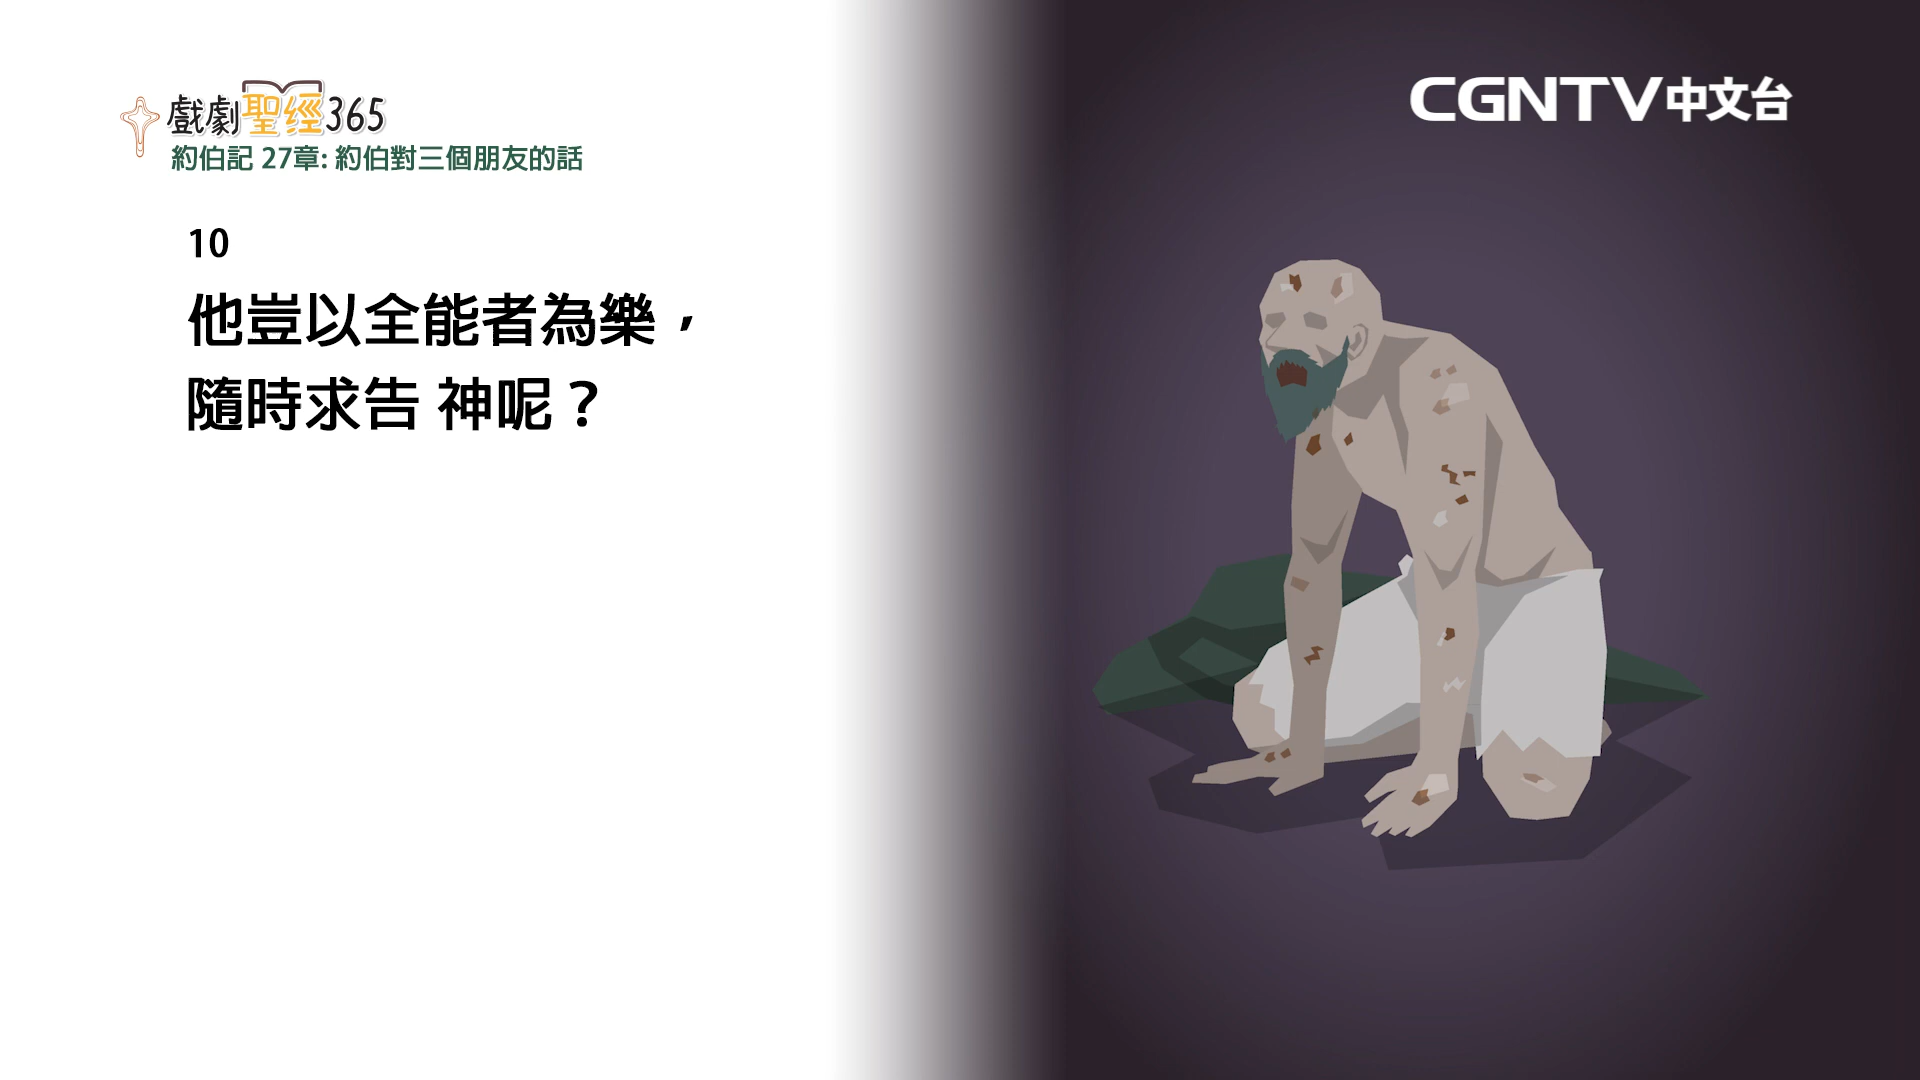 戲劇聖經365
約伯記 27章: 約伯對三個朋友的話
CGNTV中文台
10
他豈以全能者為樂，
隨時求告 神呢？